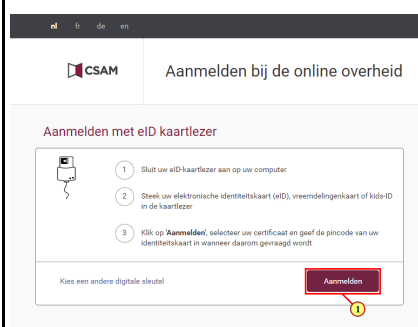 nl fr de en
CSAM
Aanmelden bij de online overheid
Aanmelden met eID kaartlezer
1 Sluit uw eID-kaartlezer aan op uw computer
2 Steek uw elektronische identiteitskaart (eID), vreemdelingenkaart of kids-ID
in de kaartlezer
3 Klik op 'Aanmelden', selecteer uw certificaat en geef de pincode van uw
identiteitskaart in wanneer daarom gevraagd wordt
Kies een andere digitale sleutel
Aanmelden
1